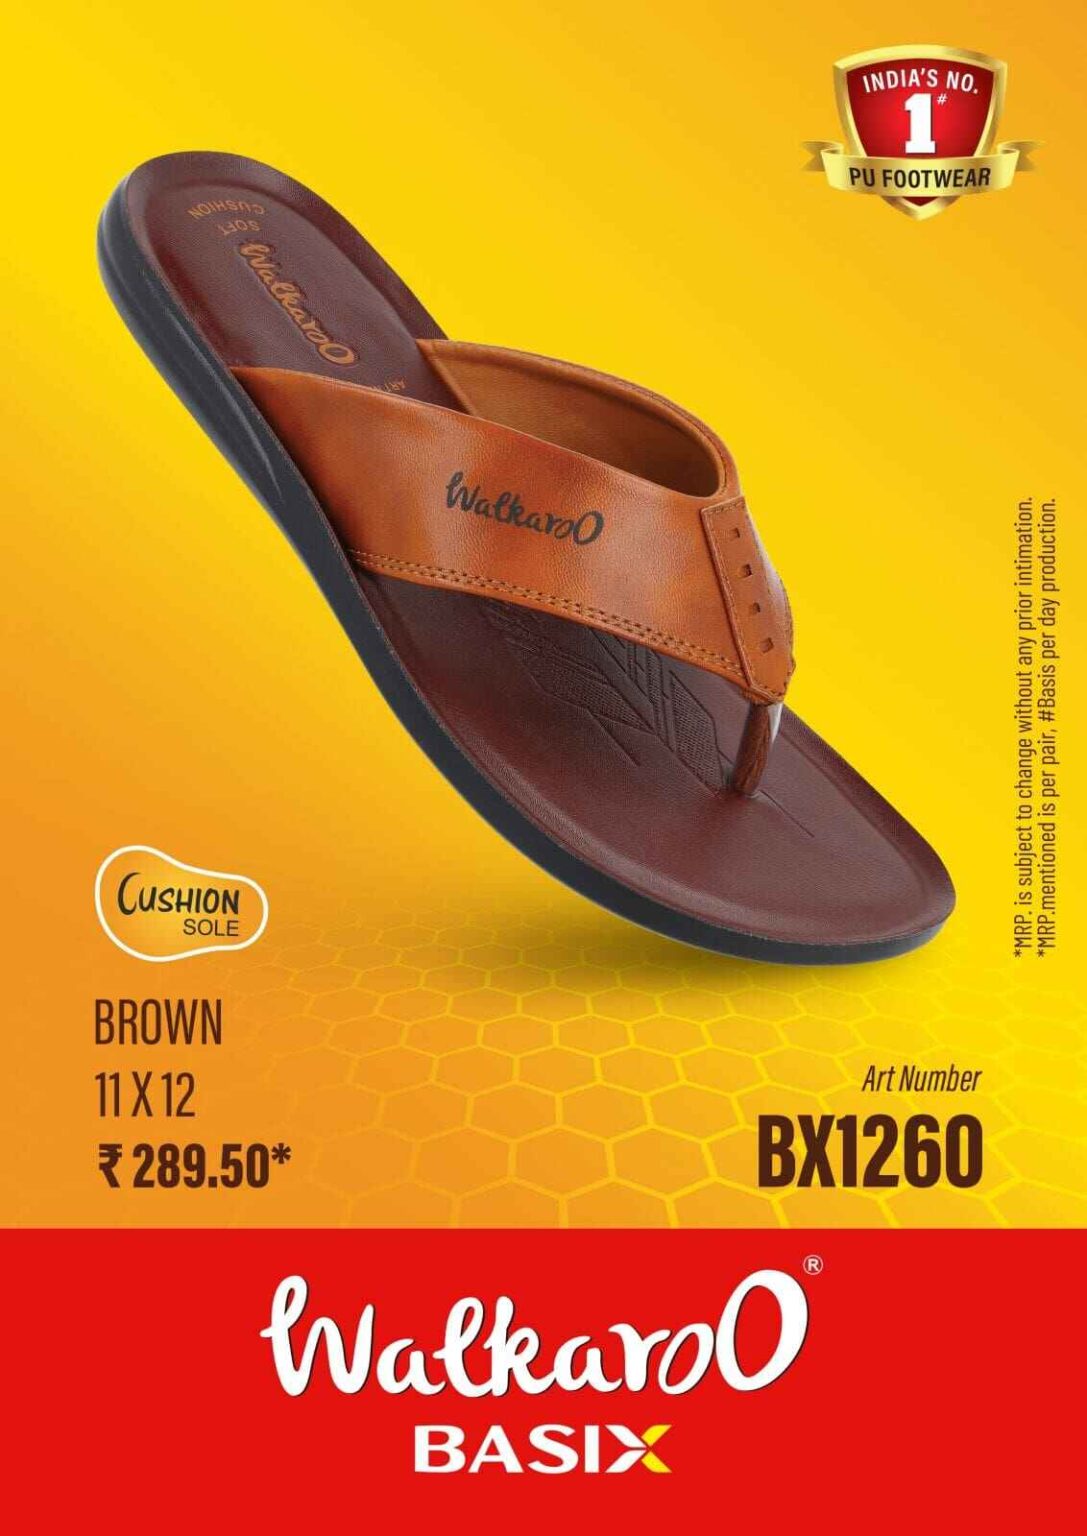 INDIA'S NO.
1#
PU FOOTWEAR
SOFT
CUSHION
WalkaroO
ART N
WalkaroO
*MRP. is subject to change without any prior intimation.
*MRP.mentioned is per pair, #Basis per day production.
CUSHION
SOLE
BROWN
11 X 12
₹ 289.50*
Art Number
BX1260
WalkaroO®
BASIX